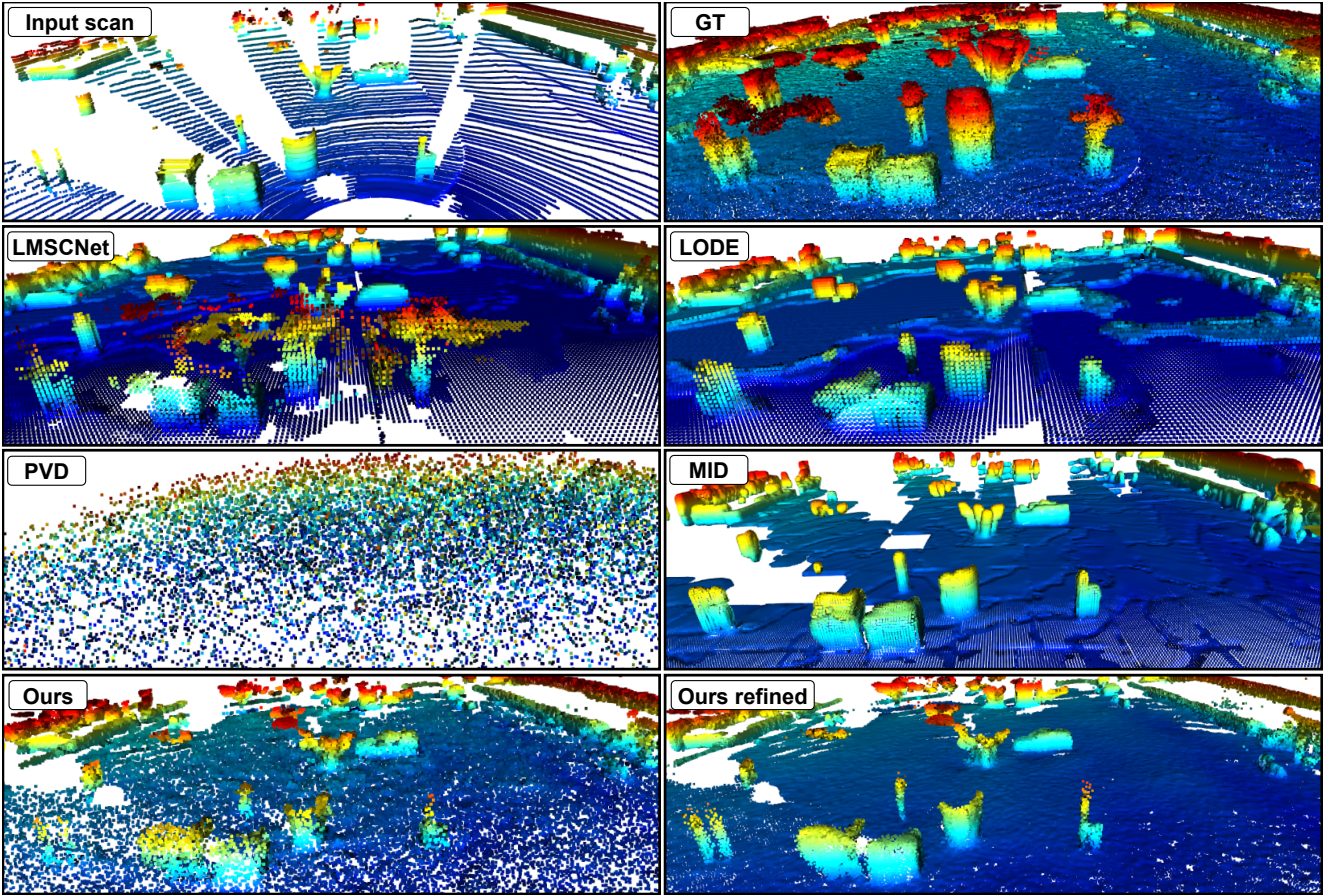 Input scan
GT
LMSCNet
LODE
PVD
MID
Ours
Ours refined